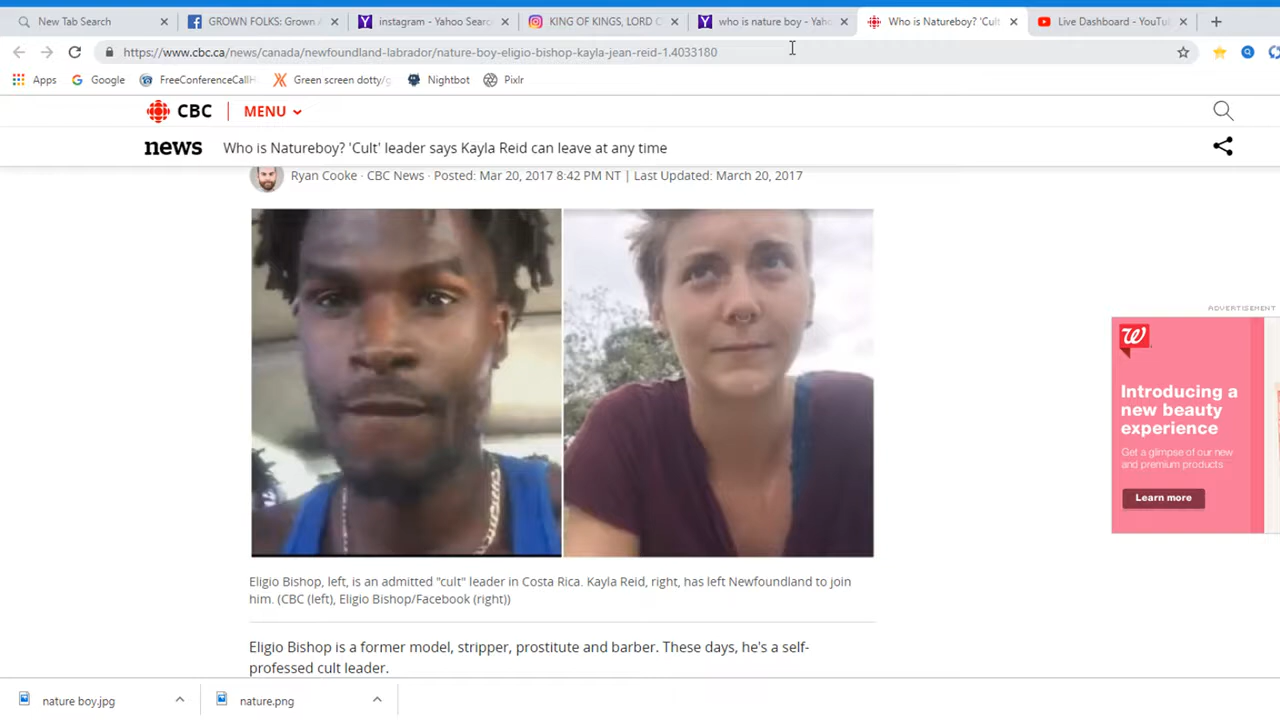 New Tab Search
GROWN FOLKS: Grown A
instagram - Yahoo Searc
KING OF KINGS, LORD O
who is nature boy - Yaho
Who is Natureboy? 'Cult'
Live Dashboard - YouTu
https://www.cbc.ca/news/canada/newfoundland-labrador/nature-boy-eligio-bishop-kayla-jean-reid-1.4033180
Apps
Google
FreeConferenceCall
Green screen dotty/g
Nightbot
Pixlr
CBC
MENU
news
Who is Natureboy? 'Cult' leader says Kayla Reid can leave at any time
Ryan Cooke · CBC News · Posted: Mar 20, 2017 8:42 PM NT | Last Updated: March 20, 2017
ADVERTISEMENT
W
Introducing a
new beauty
experience
Get a glimpse of our new
and premium products
Learn more
Eligio Bishop, left, is an admitted "cult" leader in Costa Rica. Kayla Reid, right, has left Newfoundland to join
him. (CBC (left), Eligio Bishop/Facebook (right))
Eligio Bishop is a former model, stripper, prostitute and barber. These days, he's a self-
professed cult leader.
nature boy.jpg
nature.png